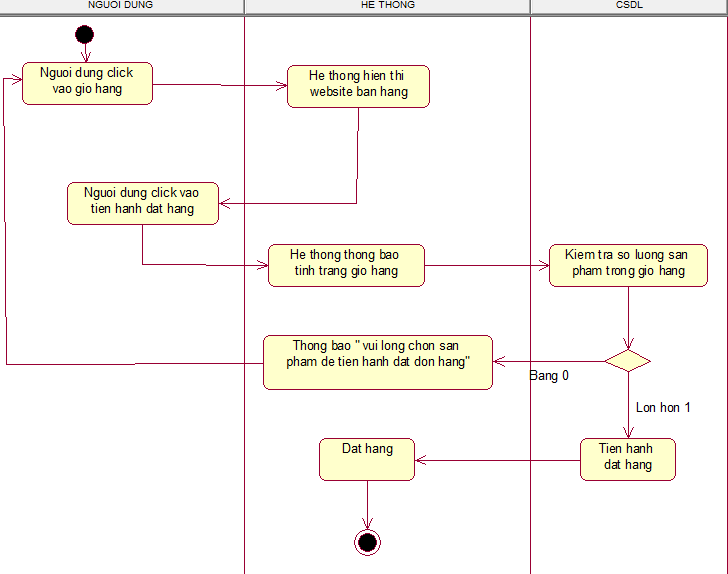 NGUOI DUNG
HE THONG
CSDL
Nguoi dung click
vao gio hang
He thong hien thi
website ban hang
Nguoi dung click vao
tien hanh dat hang
He thong thong bao
tinh trang gio hang
Kiem tra so luong san
pham trong gio hang
Thong bao " vui long chon san
pham de tien hanh dat don hang"
Bang 0
Lon hon 1
Dat hang
Tien hanh
dat hang